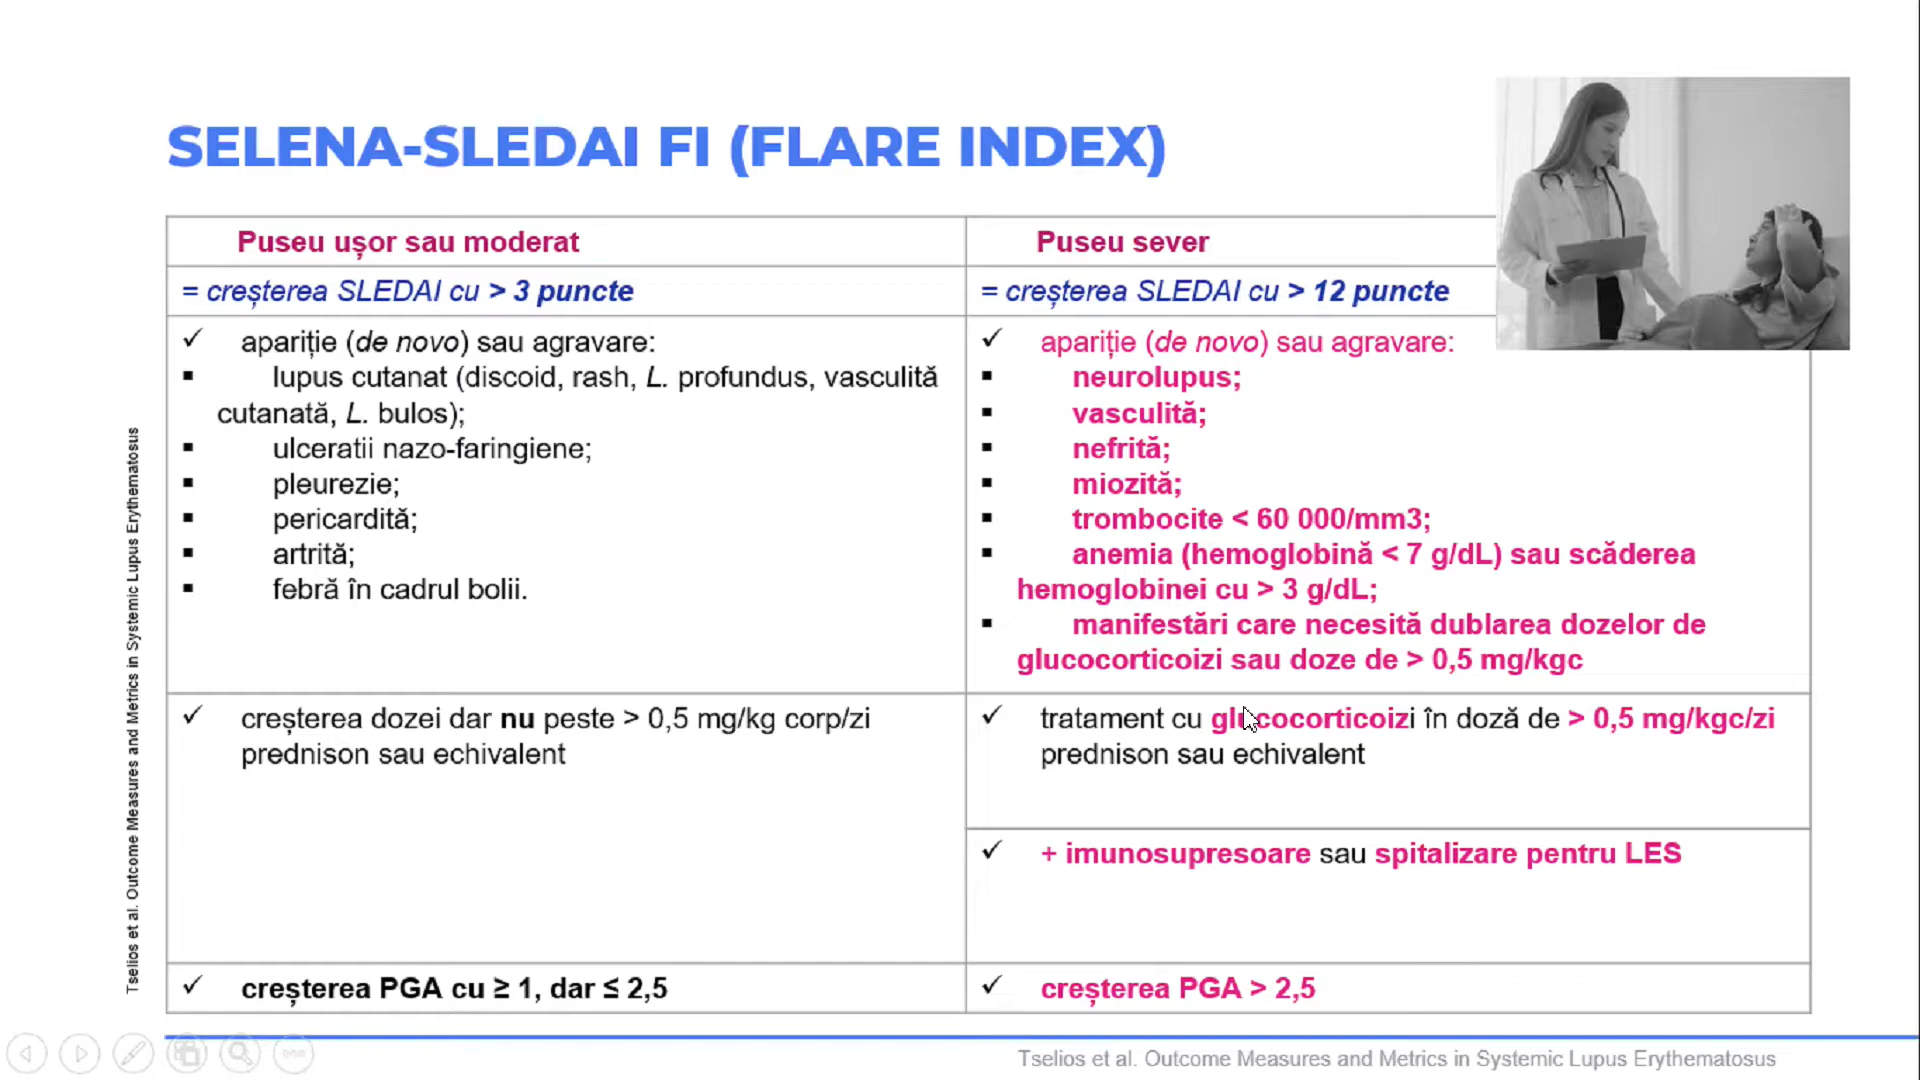 SELENA-SLEDAI FI (FLARE INDEX)
Puseu ușor sau moderat
Puseu sever
= creșterea SLEDAI cu > 3 puncte
= creșterea SLEDAI cu > 12 puncte
✓ apariție (de novo) sau agravare:
▪ lupus cutanat (discoid, rash, L. profundus, vasculită
cutanată, L. bulos);
▪ ulceratii nazo-faringiene;
▪ pleurezie;
▪ pericardită;
▪ artrită;
▪ febră în cadrul bolii.
✓ apariție (de novo) sau agravare:
▪ neurolupus;
▪ vasculită;
▪ nefrită;
▪ miozită;
▪ trombocite < 60 000/mm3;
▪ anemia (hemoglobină < 7 g/dL) sau scăderea
hemoglobinei cu > 3 g/dL;
▪ manifestări care necesită dublarea dozelor de
glucocorticoizi sau doze de > 0,5 mg/kgc
✓ creșterea dozei dar nu peste > 0,5 mg/kg corp/zi
prednison sau echivalent
✓ tratament cu glucocorticoizi în doză de > 0,5 mg/kgc/zi
prednison sau echivalent
✓ + imunosupresoare sau spitalizare pentru LES
✓ creșterea PGA cu ≥ 1, dar ≤ 2,5
✓ creșterea PGA > 2,5
Tselios et al. Outcome Measures and Metrics in Systemic Lupus Erythematosus
Tselios et al. Outcome Measures and Metrics in Systemic Lupus Erythematosus